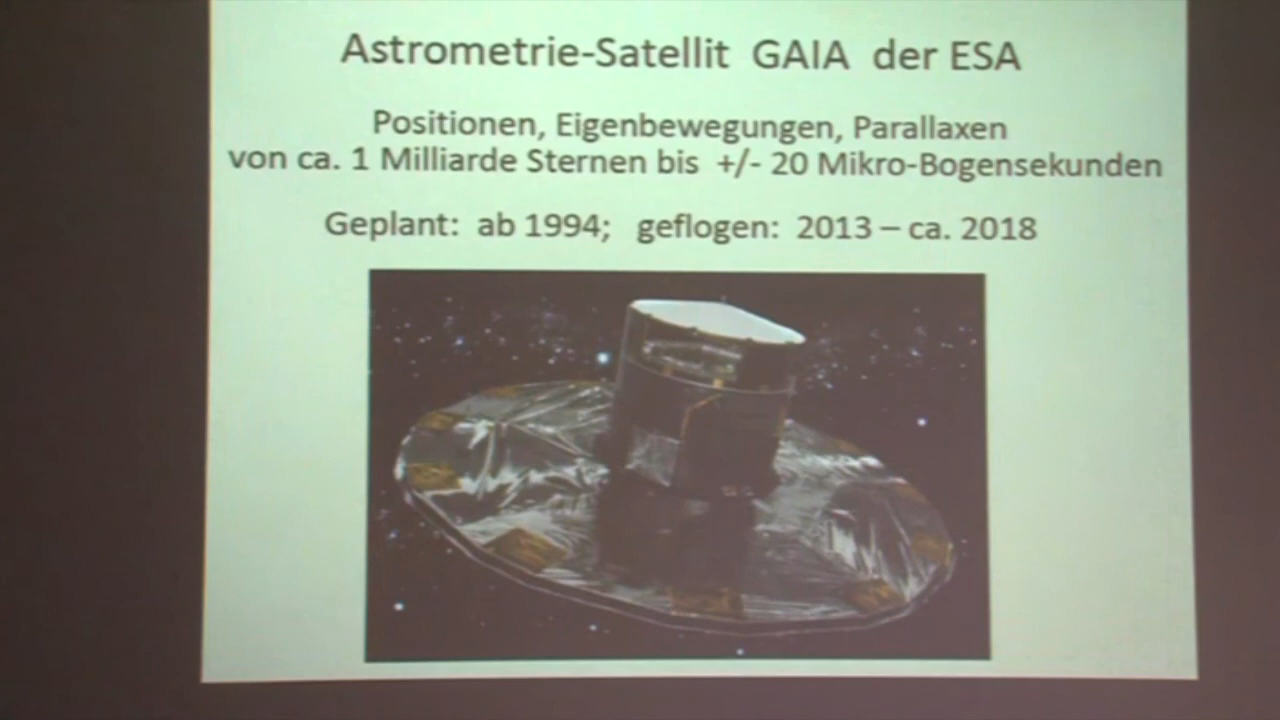 Astrometrie-Satellit GAIA der ESA
Positionen, Eigenbewegungen, Parallaxen
von ca. 1 Milliarde Sternen bis +/- 20 Mikro-Bogensekunden
Geplant: ab 1994; geflogen: 2013 – ca. 2018